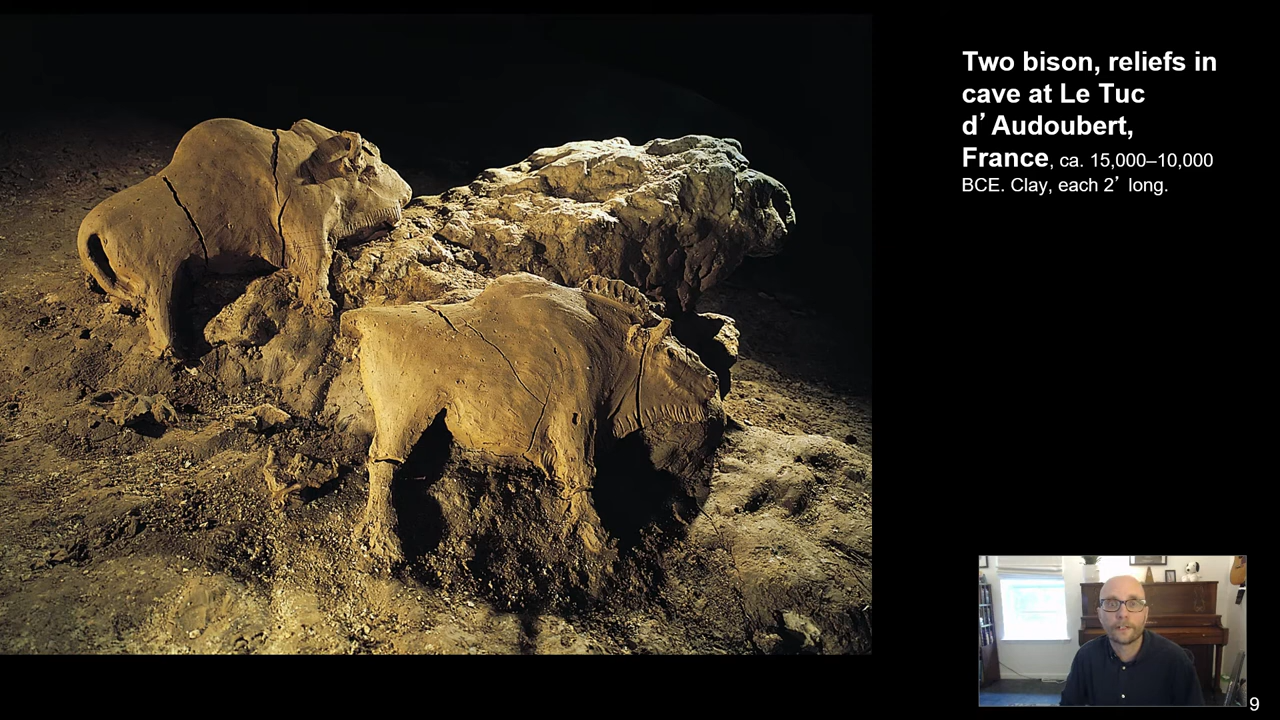 Two bison, reliefs in
cave at Le Tuc
d’ Audoubert,
France, ca. 15,000–10,000
BCE. Clay, each 2’ long.
9